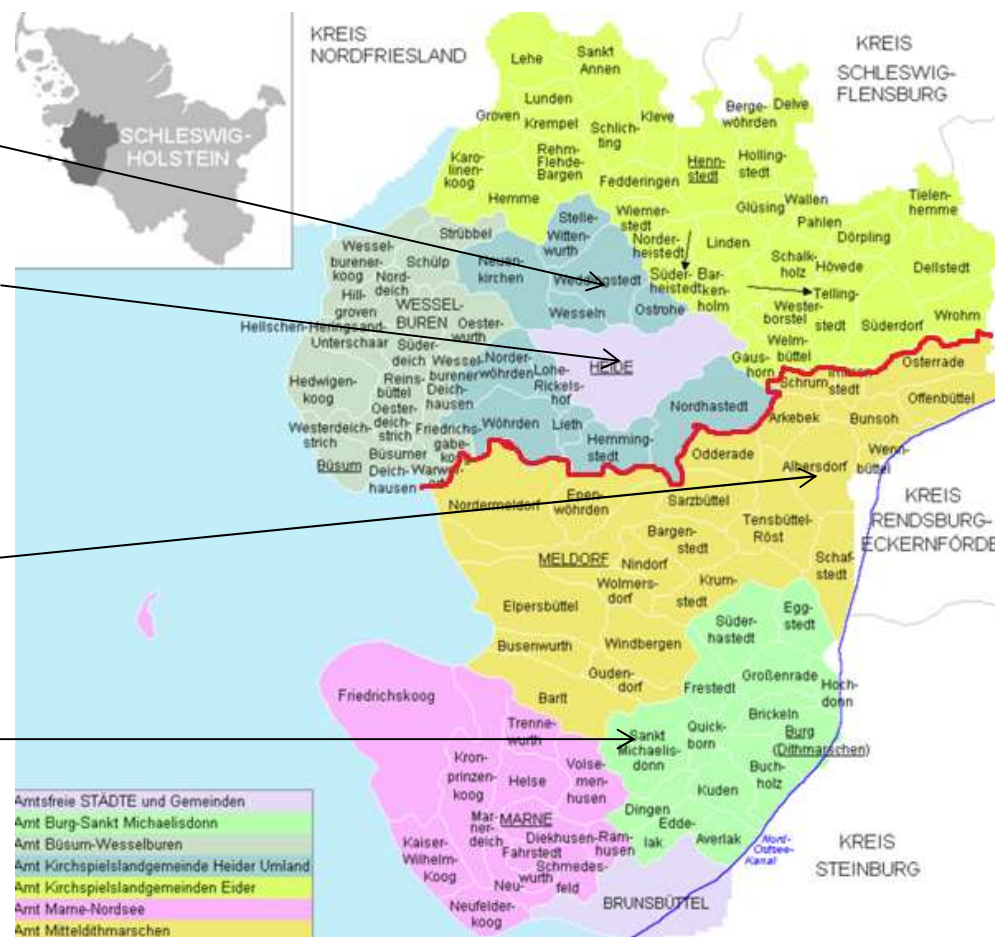 KREIS
NORDFRIESLAND
KREIS
SCHLESWIG-
FLENSBURG
SCHLESWIG-
HOLSTEIN
Lehe
Sankt
Annen
Lunden
Groven
Krempel
Schlich-
ting
Kleve
Berge-
wöhrden
Delve
Karo-
linen-
koog
Rehm-
Flehde-
Bargen
Fedderingen
Henn-
stedt
Holling-
stedt
Hemme
Stelle-
Witten-
wurth
Wiemer-
stedt
Glüsing
Wallen
Pahlen
Tielen-
hemme
Dörpling
Strübbel
Norder-
heistedt
Linden
Wessel-
burener-
koog
Schülp
Neuen-
kirchen
Weddingstedt
Süder-
heistedt
Bar-
ken-
holm
Schalk-
holz
Hövede
Dellstedt
Nord-
deich
Hill-
groven
WESSEL-
BUREN
Oester-
wurth
Wesseln
Ostrohe
Telling-
stedt
Wester-
borstel
Süderdorf
Wrohm
Hellschen-Heringsand-
Unterschaar
Süder-
deich
Wessel-
burener
Deich-
hausen
Norder-
wöhrden
Lohe-
Rickels-
hof
HEIDE
Gaus-
horn
Welm-
büttel
Osterrade
Hedwigen-
koog
Reins-
büttel
Schrum
Immen-
stedt
Offenbüttel
Oester-
deich-
strich
Friedrichs-
gabe-
koog
Wöhrden
Lieth
Nordhastedt
Arkebek
Bunsoh
Westerdeich-
strich
Hemming-
stedt
Wenn-
büttel
Büsum
Büsumer
Deich-
hausen
Warwer-
ort
Odderade
Albersdorf
Nordermeldorf
Epen-
wöhrden
Sarzbüttel
KREIS
RENDSBURG-
ECKERNFÖRDE
Bargen-
stedt
Tensbüttel-
Röst
MELDORF
Nindorf
Schaf-
stedt
Wolmers-
dorf
Krum-
stedt
Elpersbüttel
Süder-
hastedt
Egg-
stedt
Busenwurth
Windbergen
Guden-
dorf
Großenrade
Hoch-
donn
Friedrichskoog
Barlt
Frestedt
Trenne-
wurth
Sankt
Michaelis-
donn
Quick-
born
Brickeln
Burg
(Dithmarschen)
Kron-
prinzen-
koog
Helse
Volse-
men-
husen
Buch-
holz
Kuden
Amtsfreie STÄDTE und Gemeinden
Amt Burg-Sankt Michaelisdonn
Amt Büsum-Wesselburen
Amt Kirchspielslandgemeinde Heider Umland
Amt Kirchspielslandgemeinden Eider
Amt Marne-Nordsee
Amt Mitteldithmarschen
Mar-
ner-
deich
MARNE
Dingen
Edde-
lak
Averlak
Kaiser-
Wilhelm-
Koog
Diekhusen-
Fahrstedt
Ram-
husen
Nord-
Ostsee-
Kanal
Schmedes-
wurth
Neu-
feld
Neufelder-
koog
BRUNSBÜTTEL
KREIS
STEINBURG